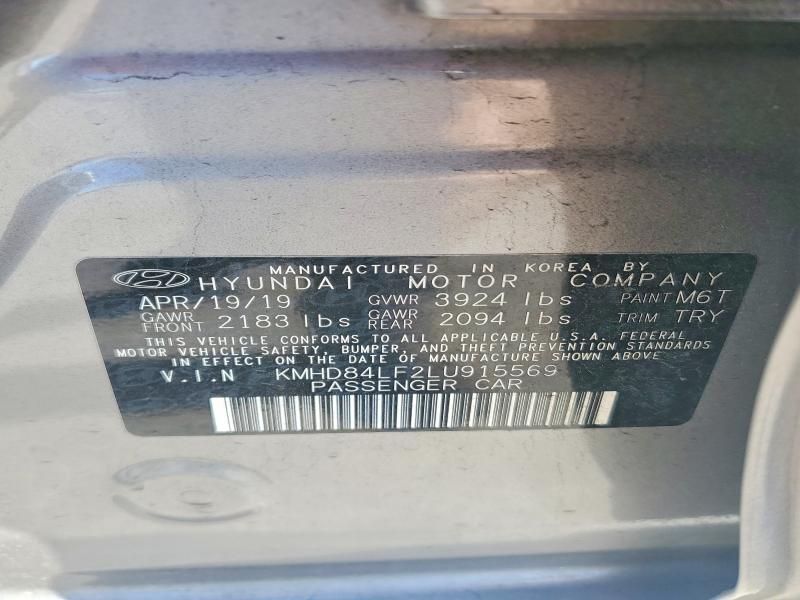 MANUFACTURED IN KOREA BY
HYUNDAI MOTOR COMPANY
APR/19/19 GVWR 3924 lbs PAINT M6T
GAWR FRONT 2183 lbs GAWR REAR 2094 lbs TRIM TRY
THIS VEHICLE CONFORMS TO ALL APPLICABLE U.S.A. FEDERAL
MOTOR VEHICLE SAFETY, BUMPER, AND THEFT PREVENTION STANDARDS
IN EFFECT ON THE DATE OF MANUFACTURE SHOWN ABOVE
V.I.N KMHD84LF2LU915569
PASSENGER CAR